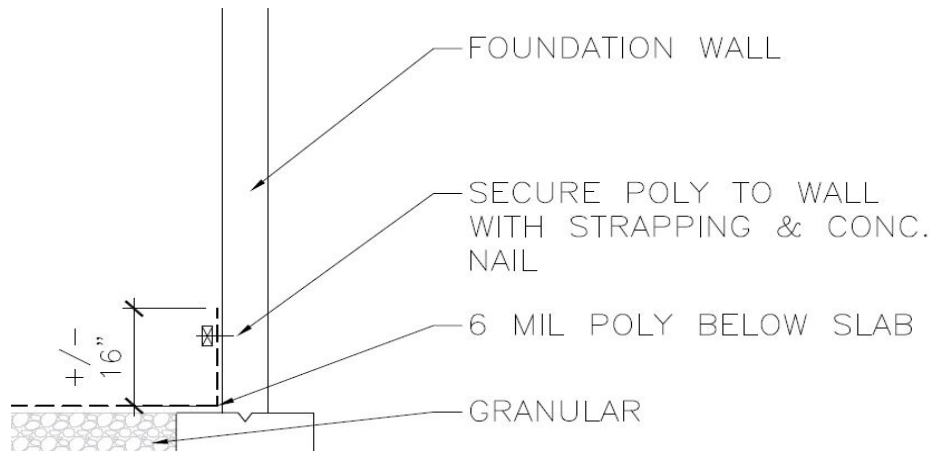 FOUNDATION WALL
SECURE POLY TO WALL
WITH STRAPPING & CONC.
NAIL
+/-
16"
6 MIL POLY BELOW SLAB
GRANULAR